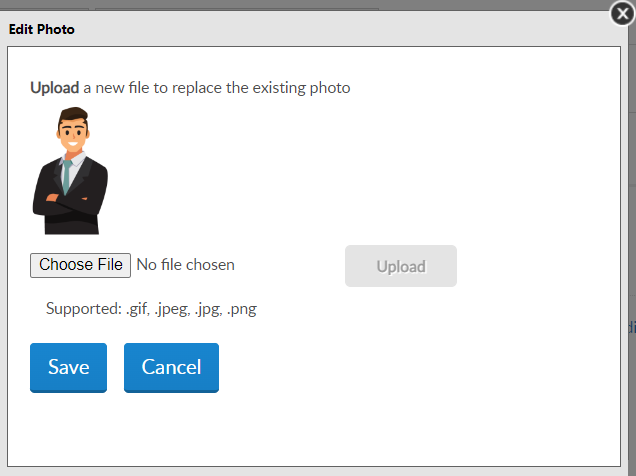 Edit Photo
Upload a new file to replace the existing photo
Choose File No file chosen
Upload
Supported: .gif, .jpeg, .jpg, .png
Save
Cancel